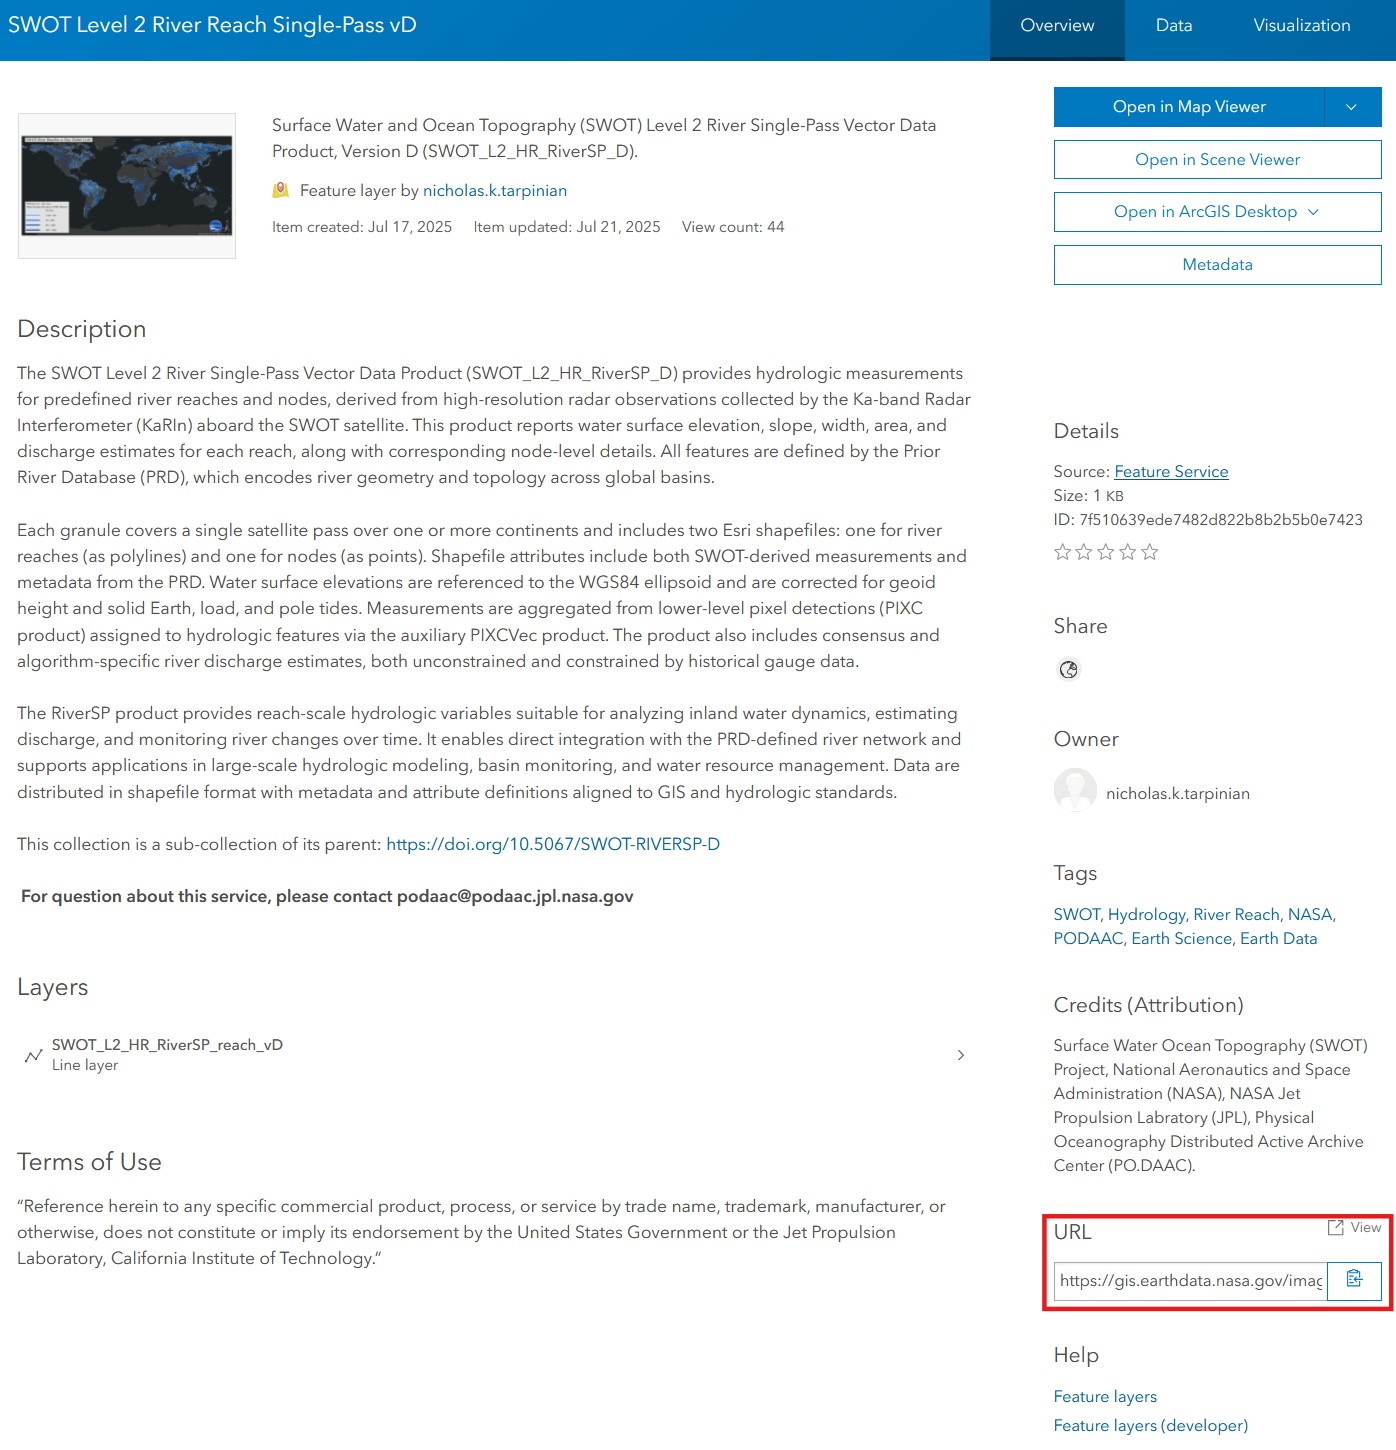 SWOT Level 2 River Reach Single-Pass vD
Overview
Data
Visualization
Surface Water and Ocean Topography (SWOT) Level 2 River Single-Pass Vector Data
Product, Version D (SWOT_L2_HR_RiverSP_D).
Feature layer by nicholas.k.tarpinian
Item created: Jul 17, 2025 Item updated: Jul 21, 2025 View count: 44
Open in Map Viewer
Open in Scene Viewer
Open in ArcGIS Desktop
Metadata
Description
The SWOT Level 2 River Single-Pass Vector Data Product (SWOT_L2_HR_RiverSP_D) provides hydrologic measurements
for predefined river reaches and nodes, derived from high-resolution radar observations collected by the Ka-band Radar
Interferometer (KaRIn) aboard the SWOT satellite. This product reports water surface elevation, slope, width, area, and
discharge estimates for each reach, along with corresponding node-level details. All features are defined by the Prior
River Database (PRD), which encodes river geometry and topology across global basins.
Each granule covers a single satellite pass over one or more continents and includes two Esri shapefiles: one for river
reaches (as polylines) and one for nodes (as points). Shapefile attributes include both SWOT-derived measurements and
metadata from the PRD. Water surface elevations are referenced to the WGS84 ellipsoid and are corrected for geoid
height and solid Earth, load, and pole tides. Measurements are aggregated from lower-level pixel detections (PIXC
product) assigned to hydrologic features via the auxiliary PIXCVec product. The product also includes consensus and
algorithm-specific river discharge estimates, both unconstrained and constrained by historical gauge data.
The RiverSP product provides reach-scale hydrologic variables suitable for analyzing inland water dynamics, estimating
discharge, and monitoring river changes over time. It enables direct integration with the PRD-defined river network and
supports applications in large-scale hydrologic modeling, basin monitoring, and water resource management. Data are
distributed in shapefile format with metadata and attribute definitions aligned to GIS and hydrologic standards.
This collection is a sub-collection of its parent: https://doi.org/10.5067/SWOT-RIVERSP-D
For question about this service, please contact podaac@podaac.jpl.nasa.gov
Layers
SWOT_L2_HR_RiverSP_reach_vD
Line layer
Terms of Use
“Reference herein to any specific commercial product, process, or service by trade name, trademark, manufacturer, or
otherwise, does not constitute or imply its endorsement by the United States Government or the Jet Propulsion
Laboratory, California Institute of Technology.”
Details
Source: Feature Service
Size: 1 KB
ID: 7f510639ede7482d822b8b2b5b0e7423
Share
Owner
nicholas.k.tarpinian
Tags
SWOT, Hydrology, River Reach, NASA,
PODAAC, Earth Science, Earth Data
Credits (Attribution)
Surface Water Ocean Topography (SWOT)
Project, National Aeronautics and Space
Administration (NASA), NASA Jet
Propulsion Labratory (JPL), Physical
Oceanography Distributed Active Archive
Center (PO.DAAC).
URL
View
https://gis.earthdata.nasa.gov/imag
Help
Feature layers
Feature layers (developer)